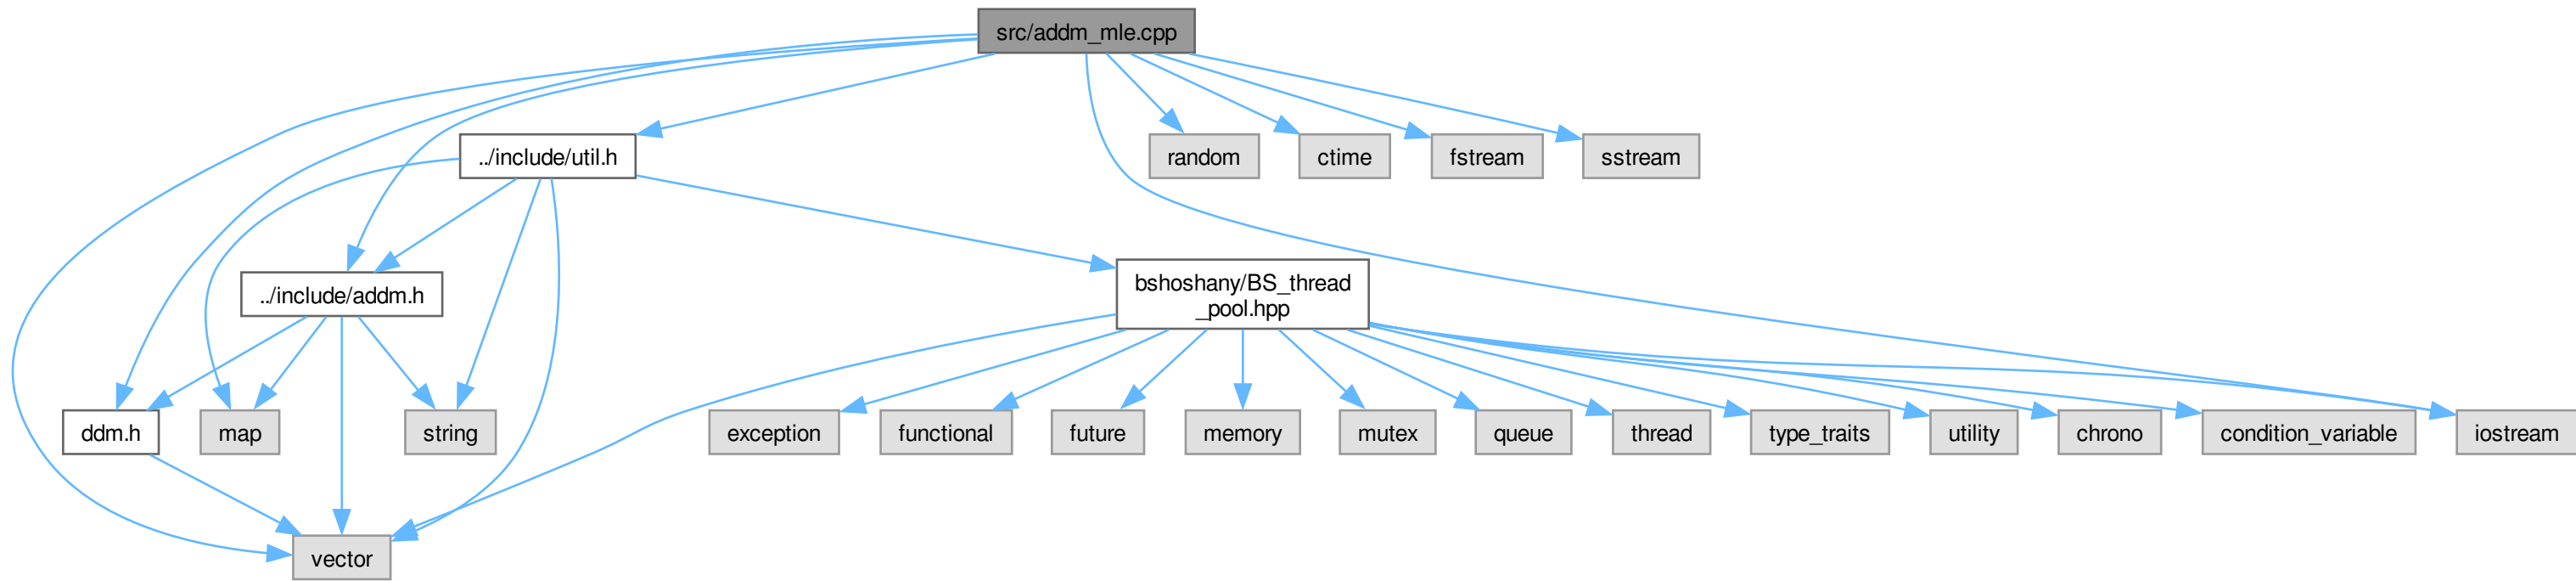 src/addm_mle.cpp
../include/util.h
random
ctime
fstream
sstream
../include/addm.h
bshoshany/BS_thread
_pool.hpp
ddm.h
map
string
exception
functional
future
memory
mutex
queue
thread
type_traits
utility
chrono
condition_variable
iostream
vector